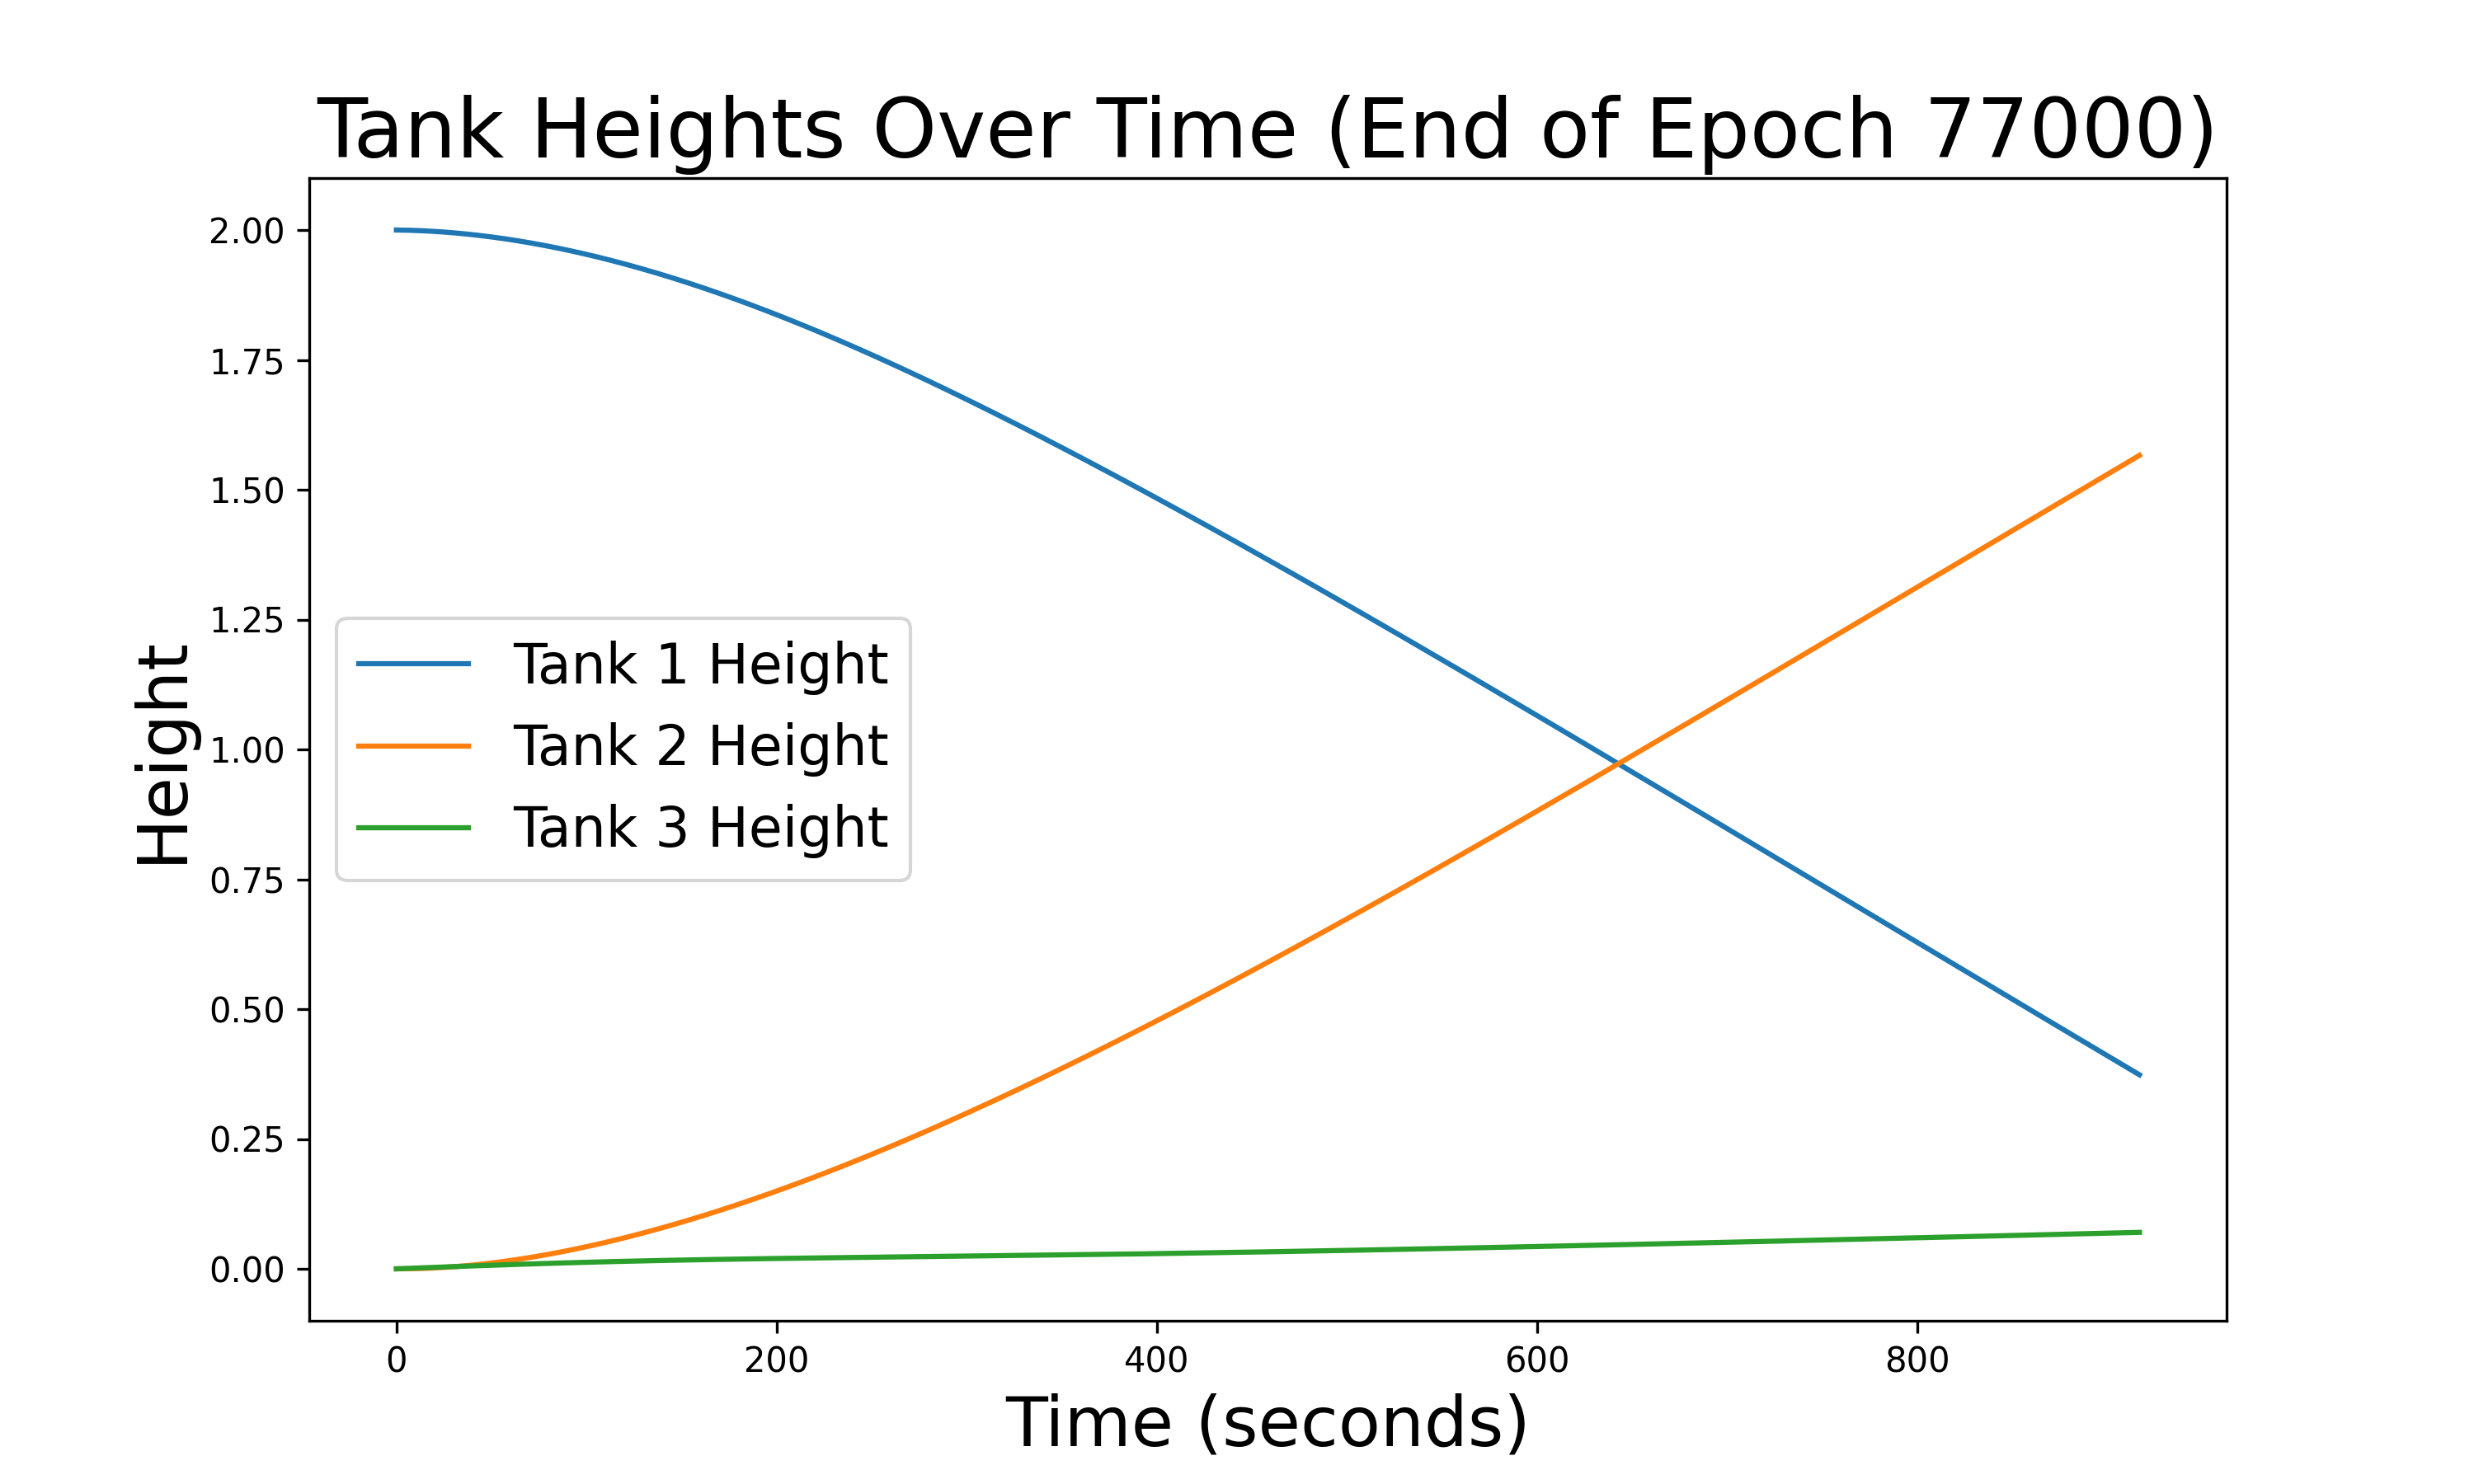 Tank Heights Over Time (End of Epoch 77000)
2.00
1.75
1.50
1.25
1.00
0.75
0.50
0.25
0.00
Height
Tank 1 Height
Tank 2 Height
Tank 3 Height
0 200 400 600 800
Time (seconds)